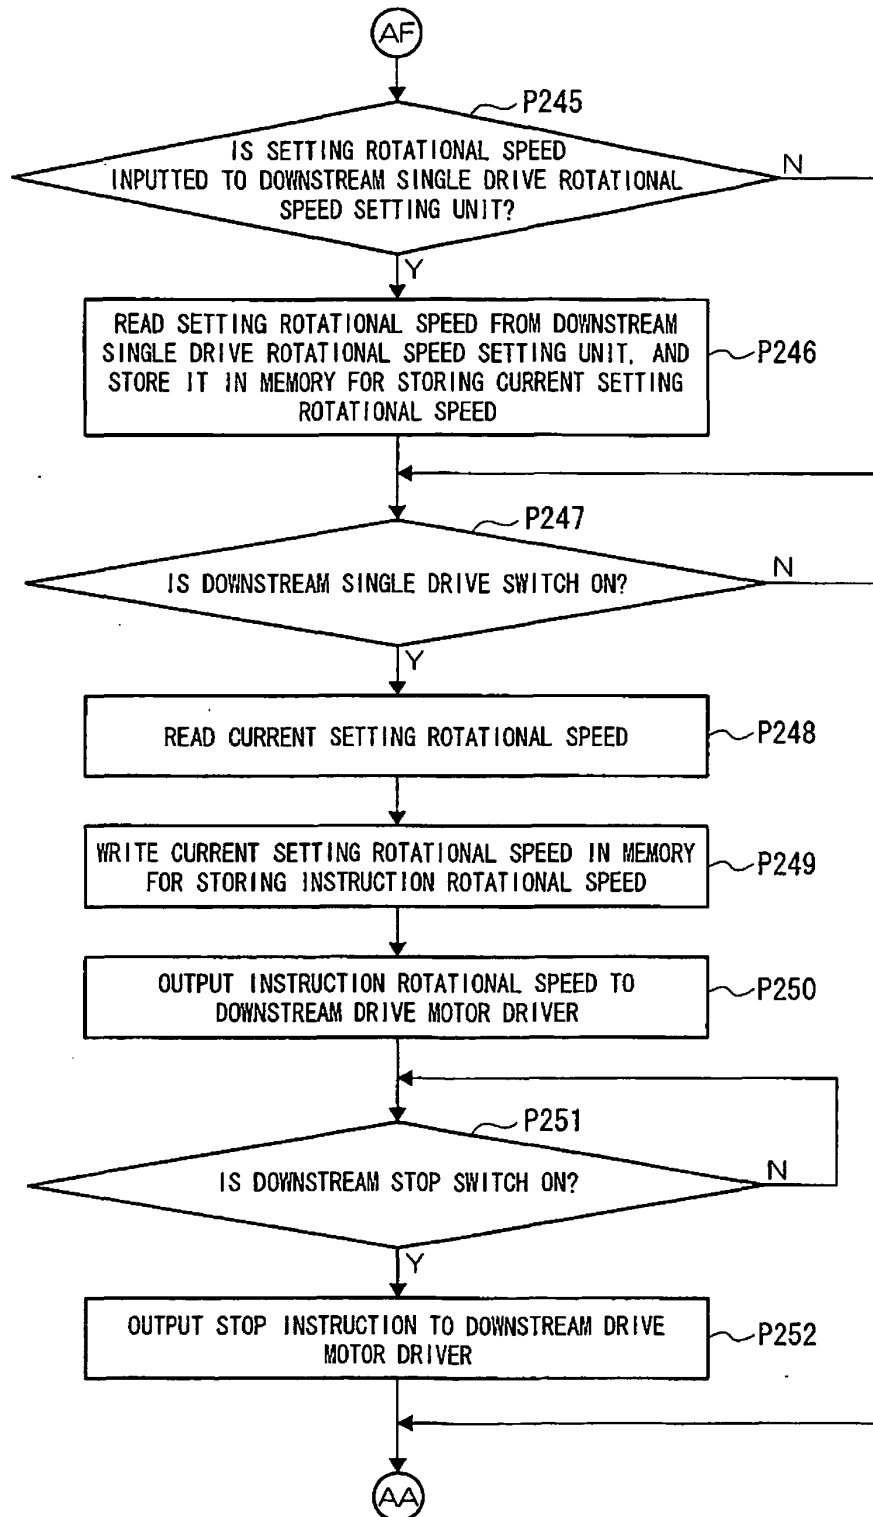 AF
P245
IS SETTING ROTATIONAL SPEED
INPUTTED TO DOWNSTREAM SINGLE DRIVE ROTATIONAL
SPEED SETTING UNIT?
N
Y
READ SETTING ROTATIONAL SPEED FROM DOWNSTREAM
SINGLE DRIVE ROTATIONAL SPEED SETTING UNIT, AND
STORE IT IN MEMORY FOR STORING CURRENT SETTING
ROTATIONAL SPEED
P246
P247
IS DOWNSTREAM SINGLE DRIVE SWITCH ON?
N
Y
READ CURRENT SETTING ROTATIONAL SPEED
P248
WRITE CURRENT SETTING ROTATIONAL SPEED IN MEMORY
FOR STORING INSTRUCTION ROTATIONAL SPEED
P249
OUTPUT INSTRUCTION ROTATIONAL SPEED TO
DOWNSTREAM DRIVE MOTOR DRIVER
P250
P251
IS DOWNSTREAM STOP SWITCH ON?
N
Y
OUTPUT STOP INSTRUCTION TO DOWNSTREAM DRIVE
MOTOR DRIVER
P252
AA